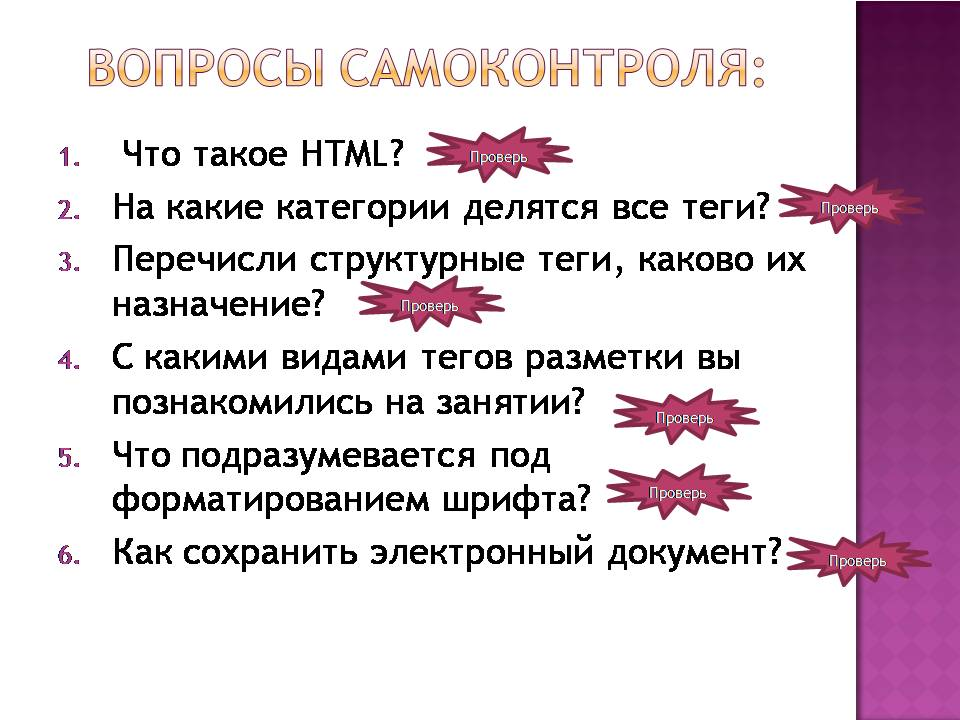 ВОПРОСЫ САМОКОНТРОЛЯ:
1. Что такое HTML? Проверь
2. На какие категории делятся все теги? Проверь
3. Перечисли структурные теги, каково их
назначение? Проверь
4. С какими видами тегов разметки вы
познакомились на занятии? Проверь
5. Что подразумевается под
форматированием шрифта? Проверь
6. Как сохранить электронный документ? Проверь